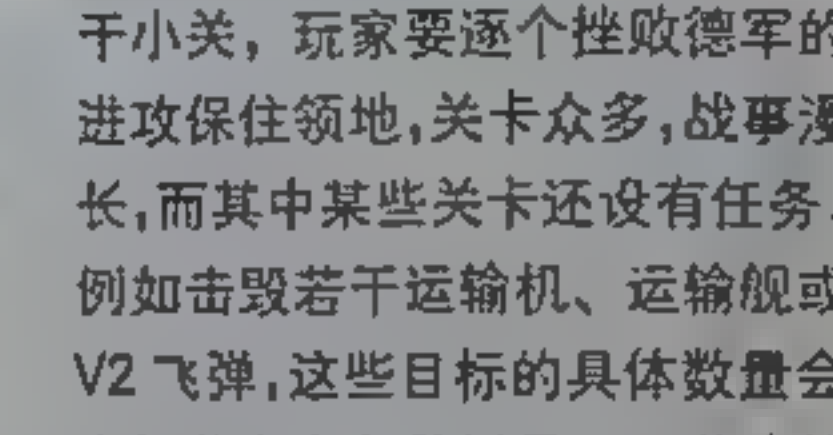 干小关，玩家要逐个挫败德军的
进攻保住领地,关卡众多,战事漫
长,而其中某些关卡还设有任务,
例如击毁若干运输机、运输舰或
V2飞弹,这些目标的具体数量会